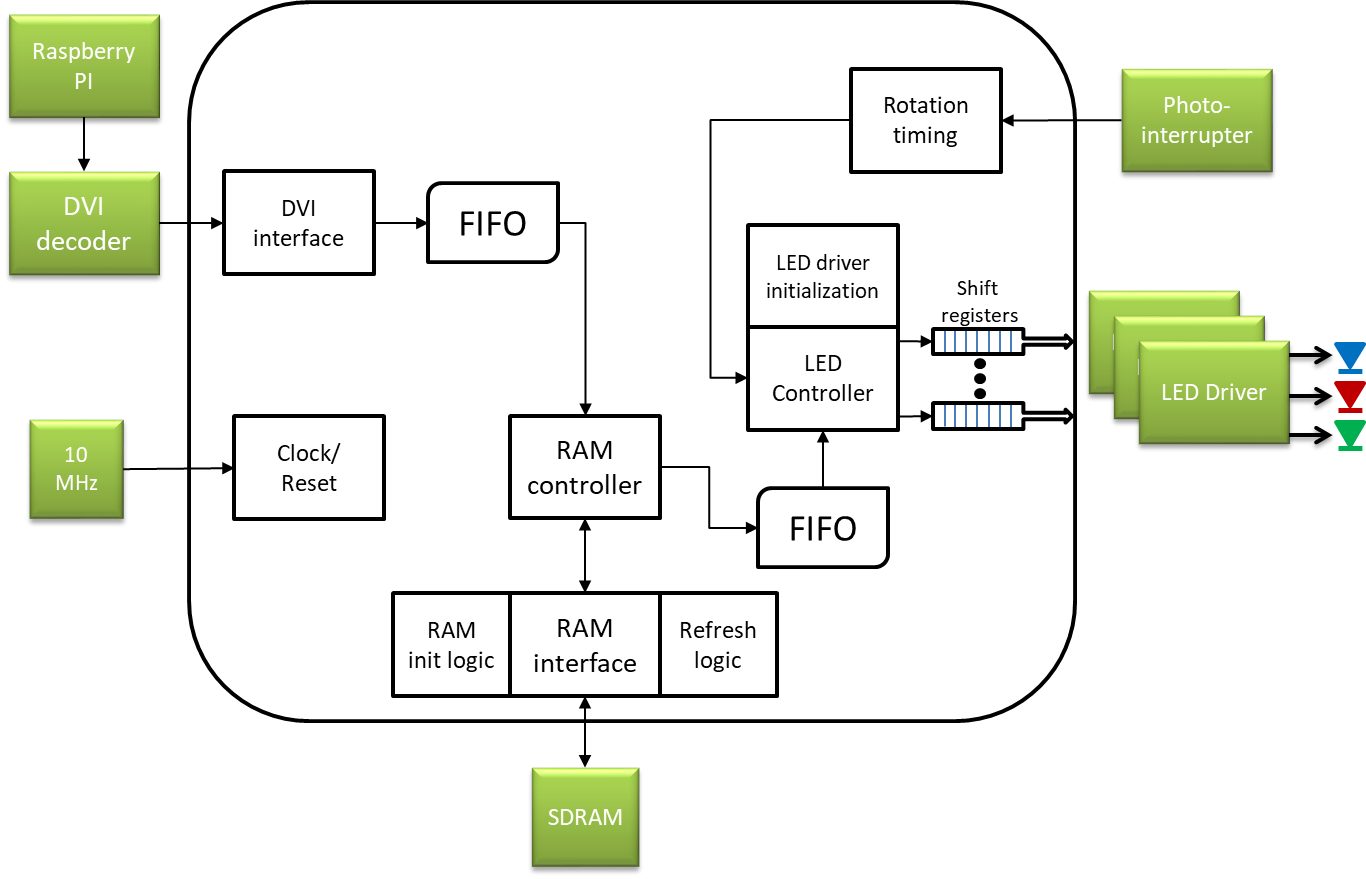 Raspberry
PI
DVI
decoder
DVI
interface
FIFO
Rotation
timing
Photo-
interrupter
LED driver
initialization
LED
Controller
Shift
registers
LED Driver
10
MHz
Clock/
Reset
RAM
controller
FIFO
RAM
init logic
RAM
interface
Refresh
logic
SDRAM